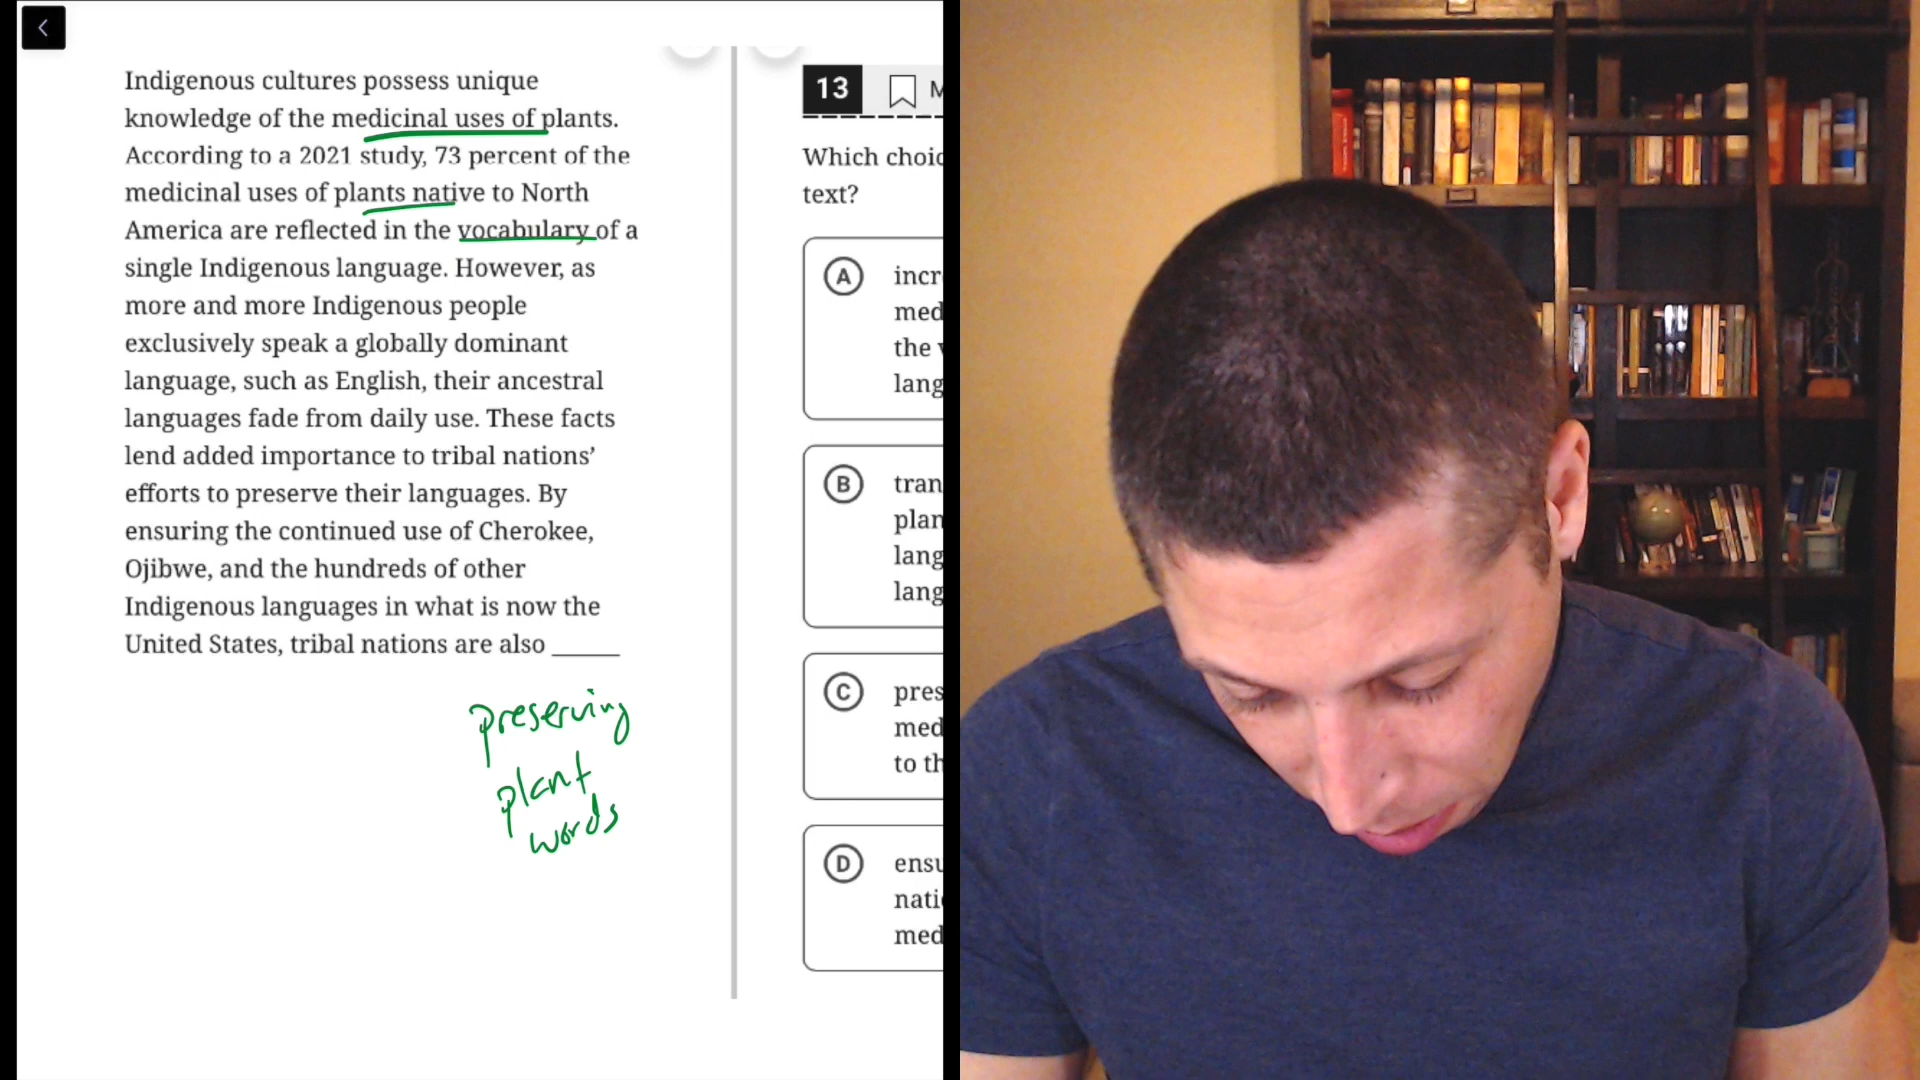 Indigenous cultures possess unique
knowledge of the medicinal uses of plants.
According to a 2021 study, 73 percent of the
medicinal uses of plants native to North
America are reflected in the vocabulary of a
single Indigenous language. However, as
more and more Indigenous people
exclusively speak a globally dominant
language, such as English, their ancestral
languages fade from daily use. These facts
lend added importance to tribal nations’
efforts to preserve their languages. By
ensuring the continued use of Cherokee,
Ojibwe, and the hundreds of other
Indigenous languages in what is now the
United States, tribal nations are also ______
preserving
plant
words
13 M
Which choic
text?
A incr
med
the v
lang
B tran
plan
lang
lang
C pres
med
to th
D ensu
natio
med